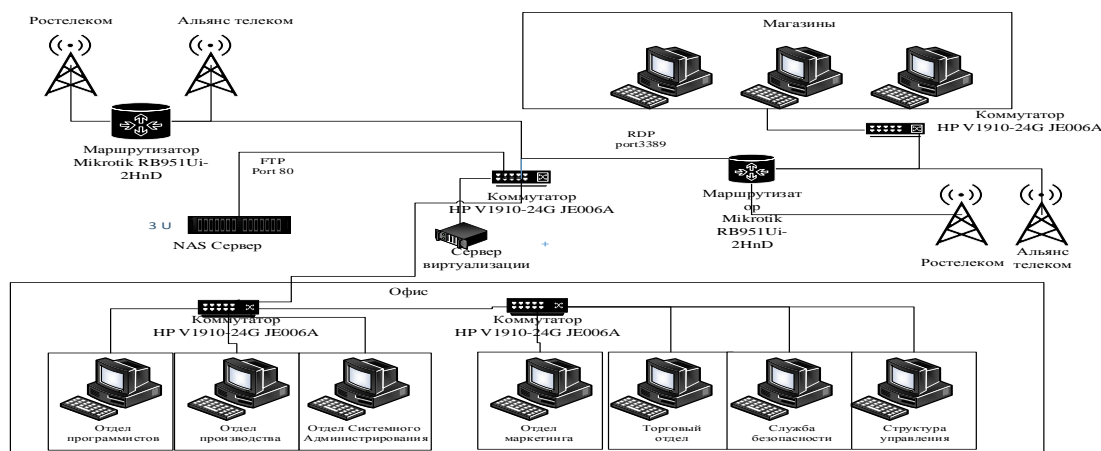 Ростелеком
Альянс телеком
Магазины
Коммутатор
HP V1910-24G JE006A
Маршрутизатор
Mikrotik RB951Ui-
2HnD
RDP
port3389
FTP
Port 80
Коммутатор
HP V1910-24G JE006A
Маршрутизат
ор
Mikrotik
RB951Ui-
2HnD
3 U
NAS Сервер
Сервер
виртуализации
Ростелеком
Альянс
телеком
Офис
Коммутатор
HP V1910-24G JE006A
Коммутатор
HP V1910-24G JE006A
Отдел
программистов
Отдел
производства
Отдел Системного
Администрирования
Отдел
маркетинга
Торговый
отдел
Служба
безопасности
Структура
управления